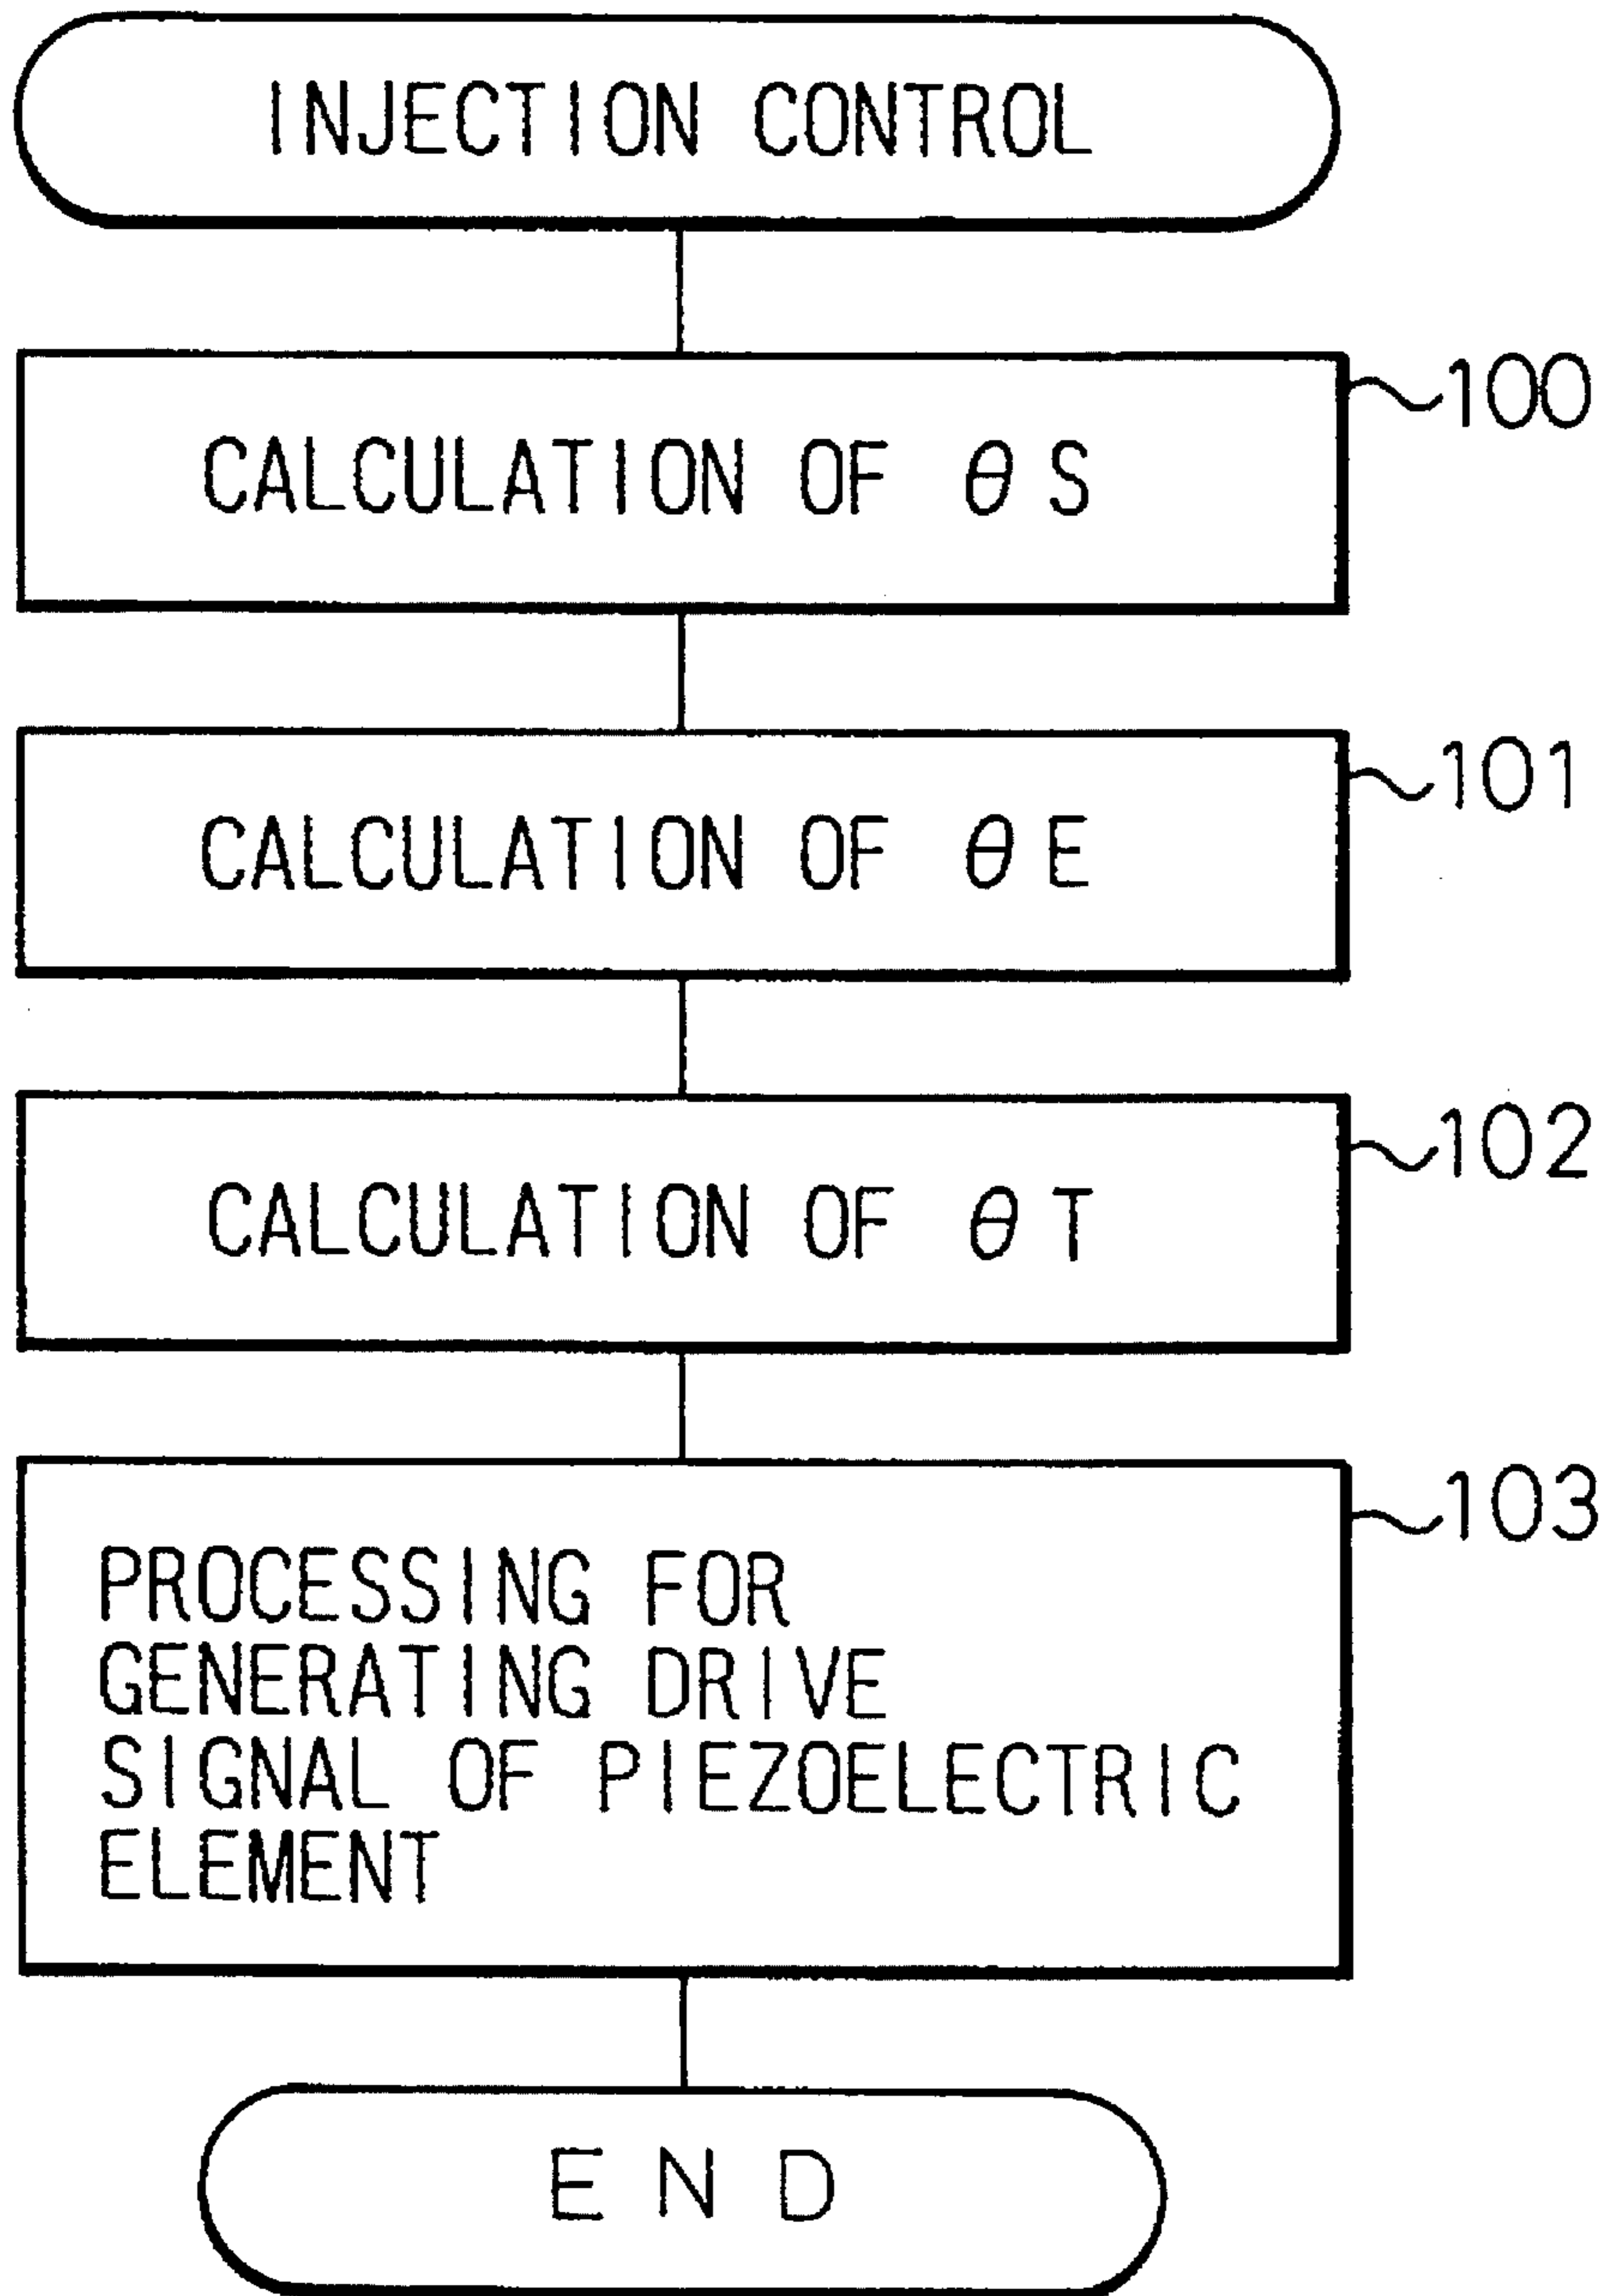 INJECTION CONTROL
100
CALCULATION OF θS
101
CALCULATION OF θE
102
CALCULATION OF θT
103
PROCESSING FOR
GENERATING DRIVE
SIGNAL OF PIEZOELECTRIC
ELEMENT
END